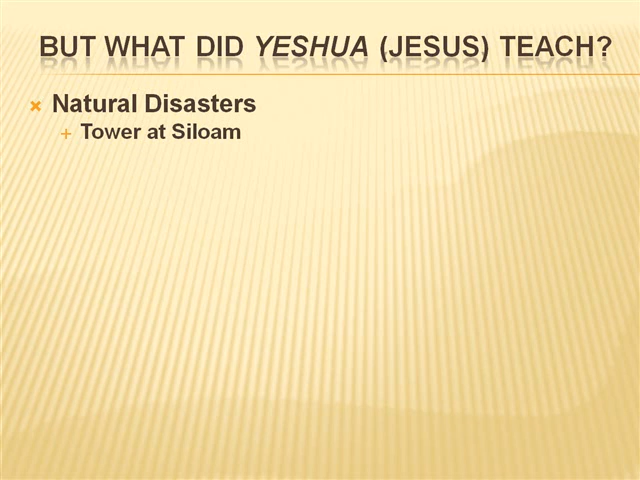 BUT WHAT DID YESHUA (JESUS) TEACH?
Natural Disasters
Tower at Siloam